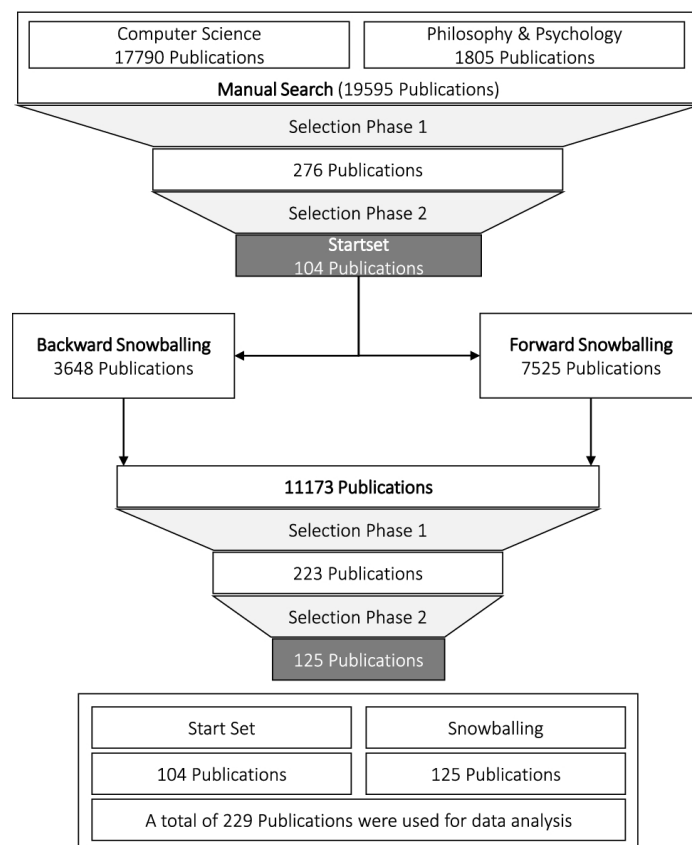 Computer Science
17790 Publications
Philosophy & Psychology
1805 Publications
Manual Search (19595 Publications)
Selection Phase 1
276 Publications
Selection Phase 2
Startset
104 Publications
Backward Snowballing
3648 Publications
Forward Snowballing
7525 Publications
11173 Publications
Selection Phase 1
223 Publications
Selection Phase 2
125 Publications
Start Set
Snowballing
104 Publications
125 Publications
A total of 229 Publications were used for data analysis